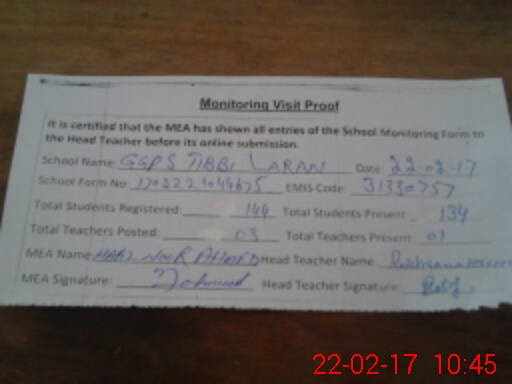 Monitoring Visit Proof
It is certified that the MEA has shown all entries of the School Monitoring Form to
the Head Teacher before its online submission.
School Name: GGPS TIBBI LARAN Date: 22-02-17
School Form No: EMIS Code: 31330757
Total Students Registered: 144 Total Students Present: 134
Total Teachers Posted: 03 Total Teachers Present: 01
MEA Name: NOOR AHMED Head Teacher Name:
MEA Signature: Head Teacher Signature:
22-02-17 10:45